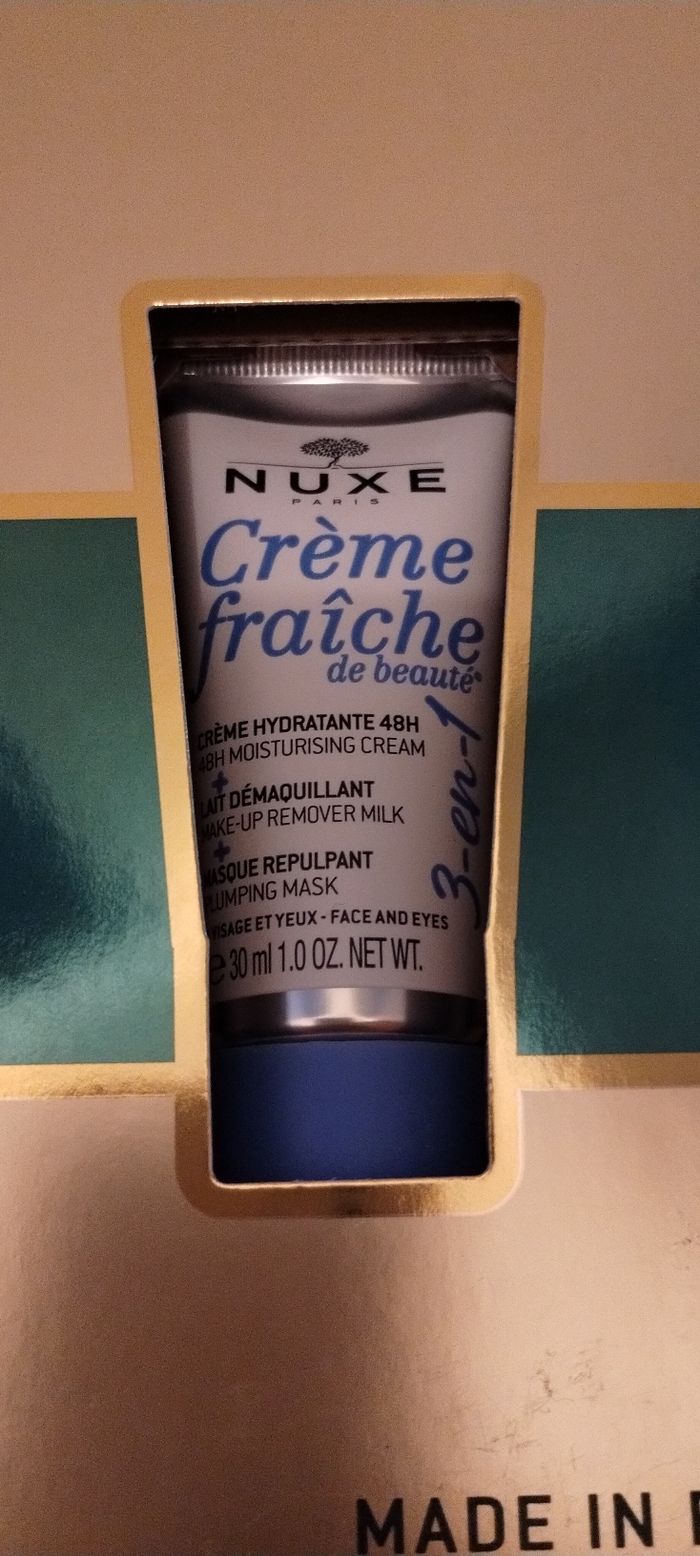 NUXE
PARIS
Crème
fraîche
de beauté®
3-en-1
CRÈME HYDRATANTE 48H
48H MOISTURISING CREAM
+
LAIT DÉMAQUILLANT
MAKE-UP REMOVER MILK
+
MASQUE REPULPANT
PLUMPING MASK
VISAGE ET YEUX - FACE AND EYES
e 30 ml 1.0 OZ. NET WT.
MADE IN